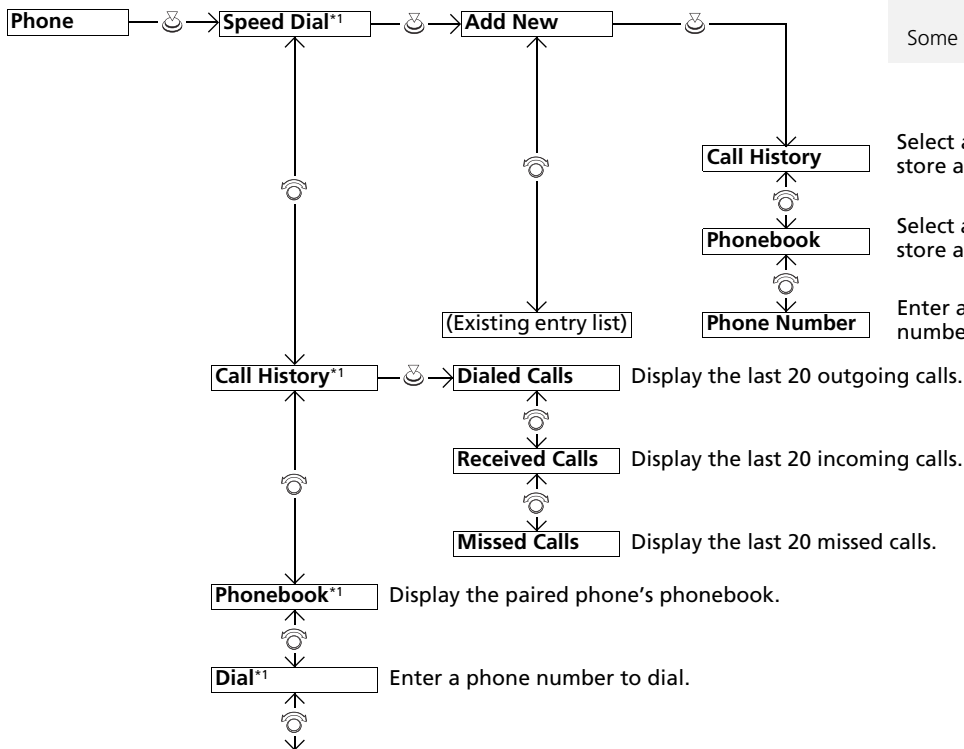 Phone
Speed Dial*1
Add New
Some
Call History
Select a
store a
Phonebook
Select a
store a
(Existing entry list)
Phone Number
Enter a
numbe
Call History*1
Dialed Calls
Display the last 20 outgoing calls.
Received Calls
Display the last 20 incoming calls.
Missed Calls
Display the last 20 missed calls.
Phonebook*1
Display the paired phone’s phonebook.
Dial*1
Enter a phone number to dial.